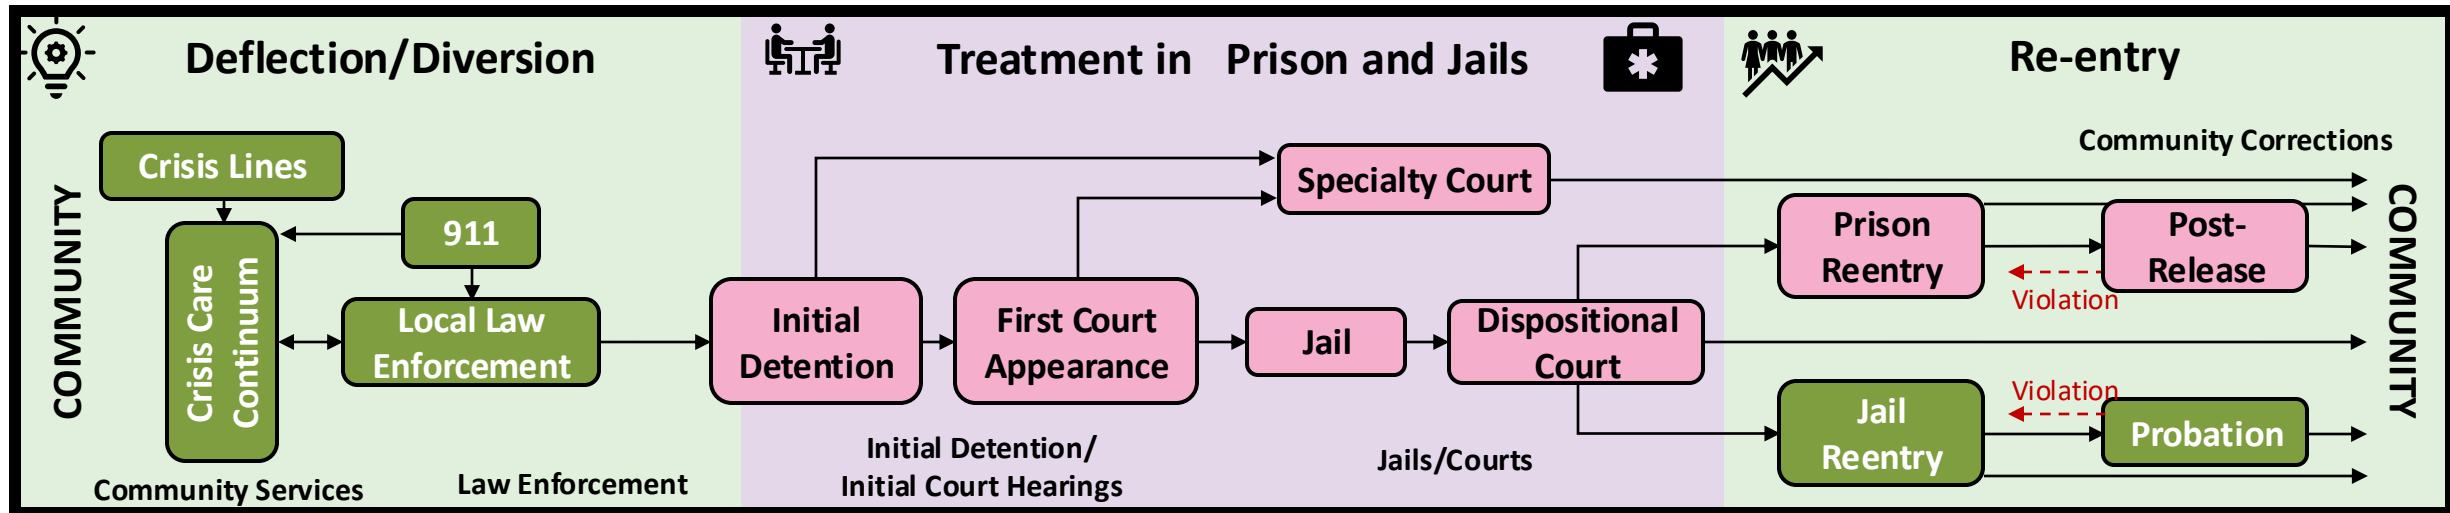 Deflection/Diversion
Treatment in Prison and Jails
Re-entry
COMMUNITY
Crisis Lines
911
Crisis Care
Continuum
Local Law
Enforcement
Community Services
Law Enforcement
Initial
Detention
First Court
Appearance
Specialty Court
Jail
Dispositional
Court
Initial Detention/
Initial Court Hearings
Jails/Courts
Community Corrections
Prison
Reentry
Post-
Release
Violation
Violation
Jail
Reentry
Probation
COMMUNITY